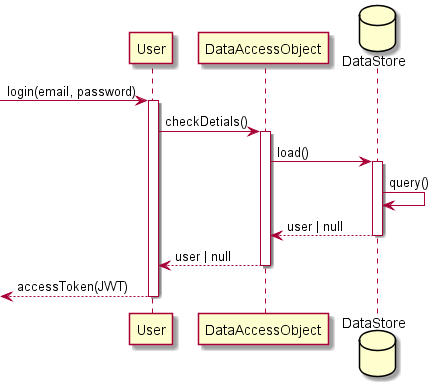 DataStore
User
DataAccessObject
login(email, password)
checkDetials()
load()
query()
user | null
user | null
accessToken(JWT)
User
DataAccessObject
DataStore